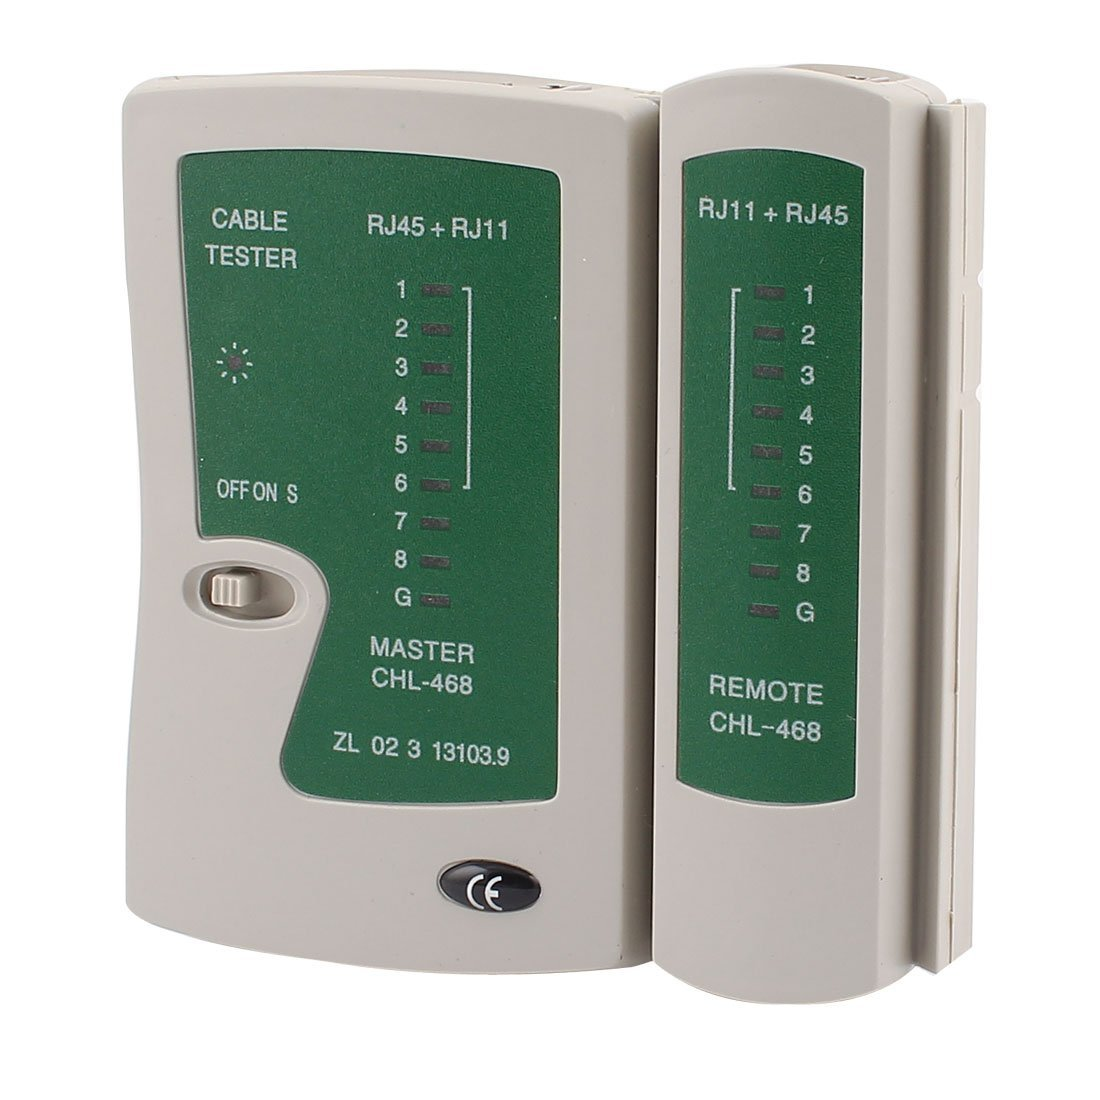 CABLE
TESTER
RJ45 + RJ11
1
2
3
4
5
6
7
8
G
OFF ON S
MASTER
CHL-468
ZL 02 3 13103.9
CE
RJ11 + RJ45
1
2
3
4
5
6
7
8
G
REMOTE
CHL-468